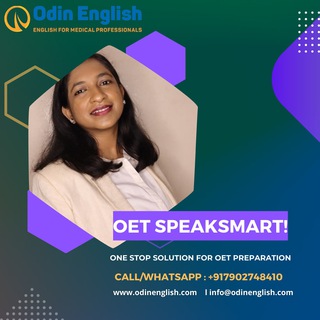 Odin English
ENGLISH FOR MEDICAL PROFESSIONALS
OET SPEAKSMART!
ONE STOP SOLUTION FOR OET PREPARATION
CALL/WHATSAPP : +917902748410
www.odinenglish.com I info@odinenglish.com